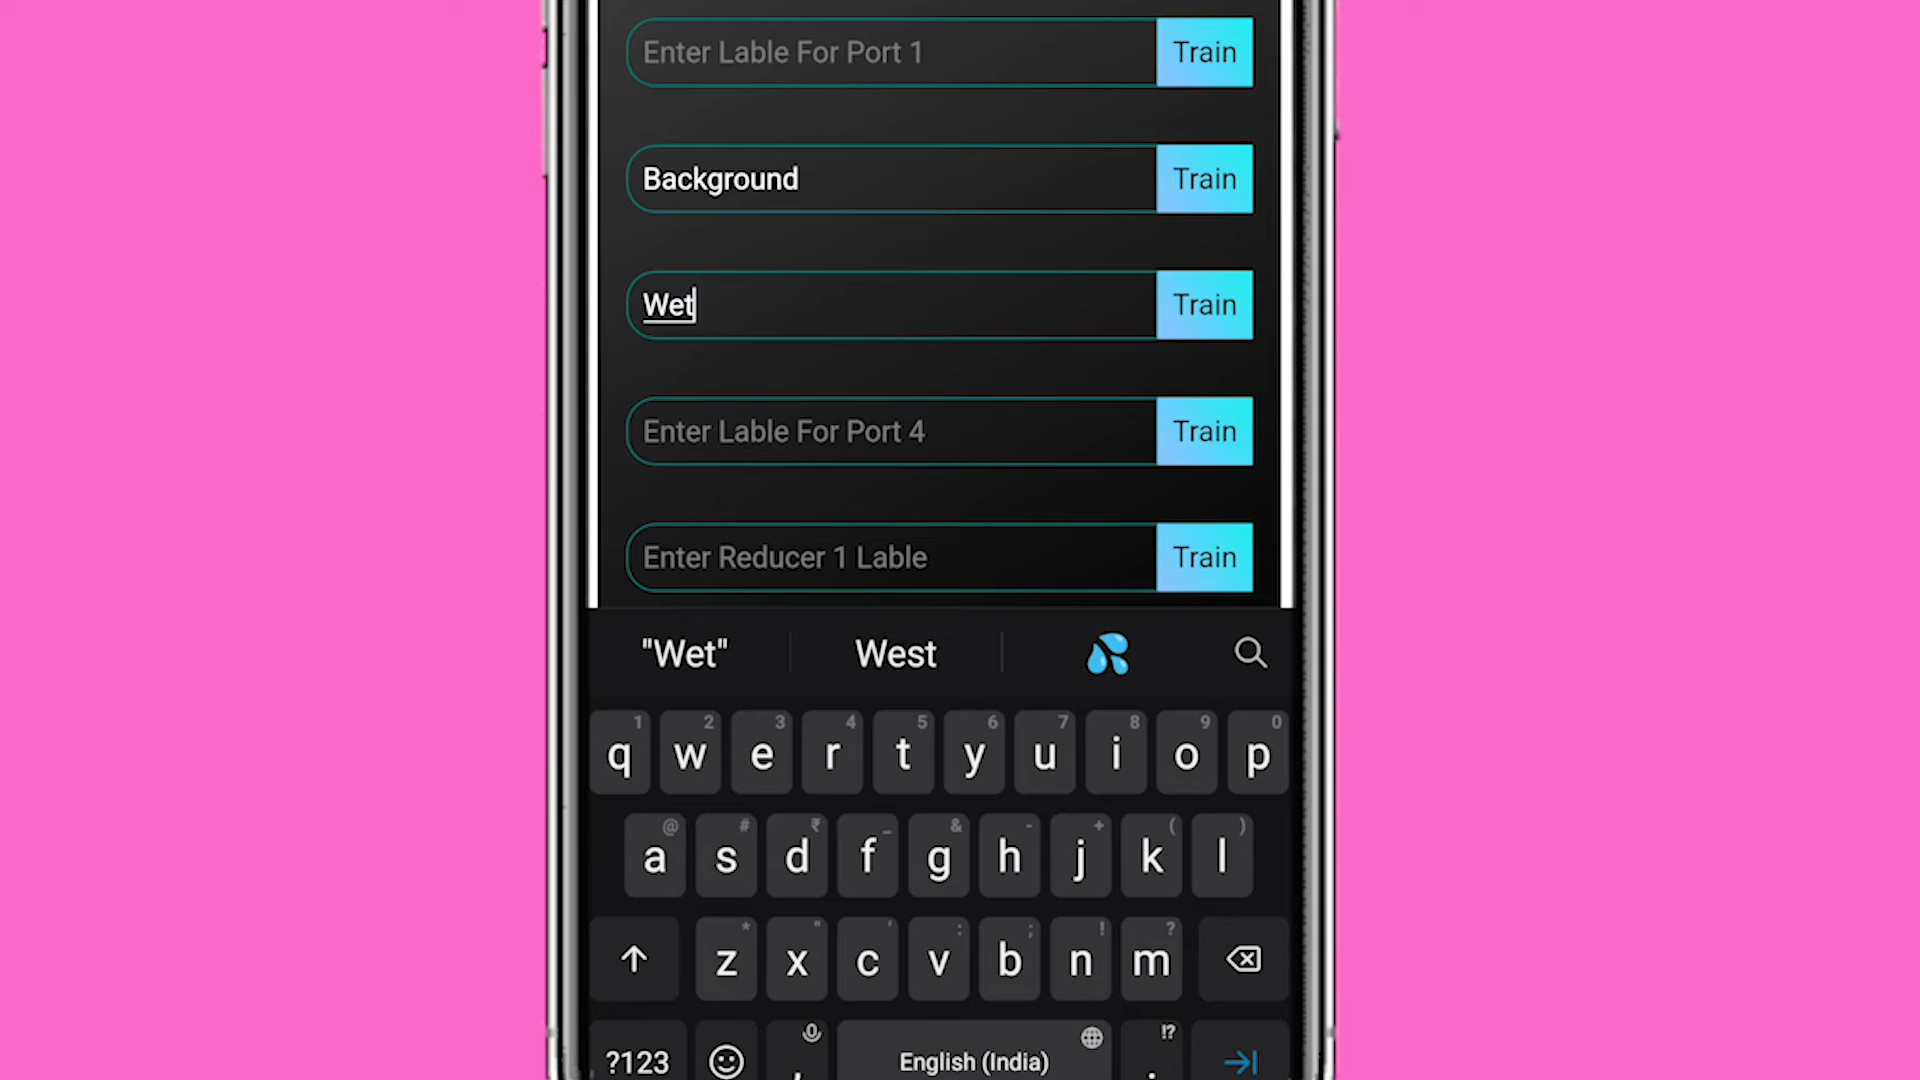 Enter Lable For Port 1 Train
Background Train
Wet Train
Enter Lable For Port 4 Train
Enter Reducer 1 Lable Train
"Wet" West
1 2 3 4 5 6 7 8 9 0
q w e r t y u i o p
@ # ₹ _ & - + ( )
a s d f g h j k l
* " ' : ; ! ?
z x c v b n m
!?
?123 , English (India) .